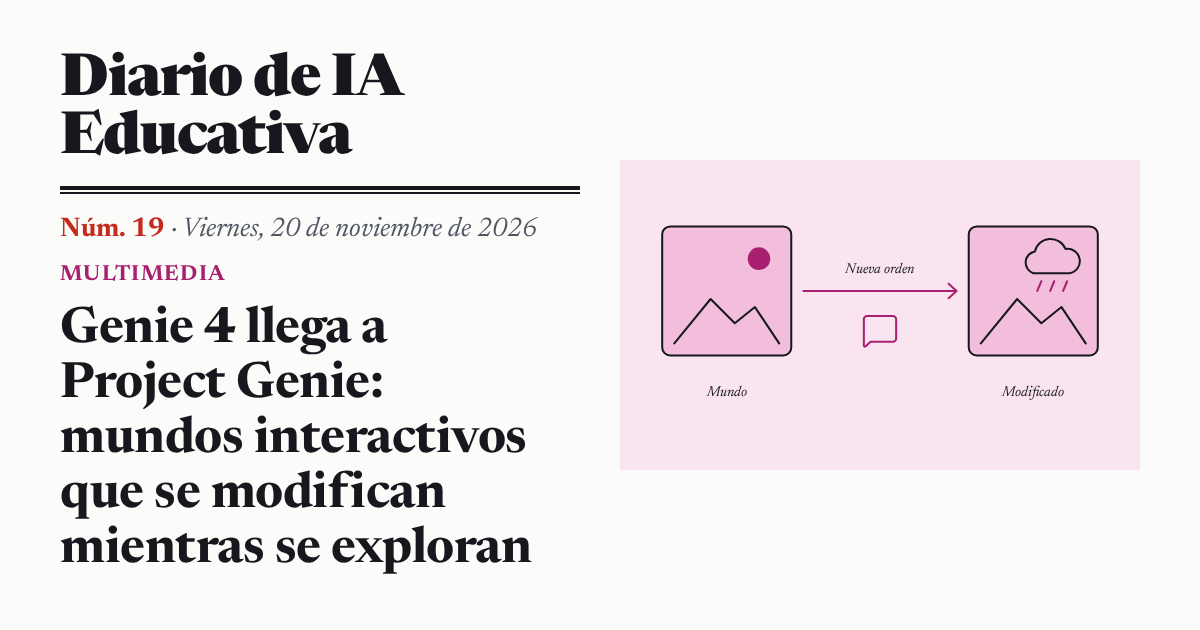 Diario de IA
Educativa
Núm. 19 · Viernes, 20 de noviembre de 2026
MULTIMEDIA
Genie 4 llega a
Project Genie:
mundos interactivos
que se modifican
mientras se exploran
Nueva orden
Mundo
Modificado